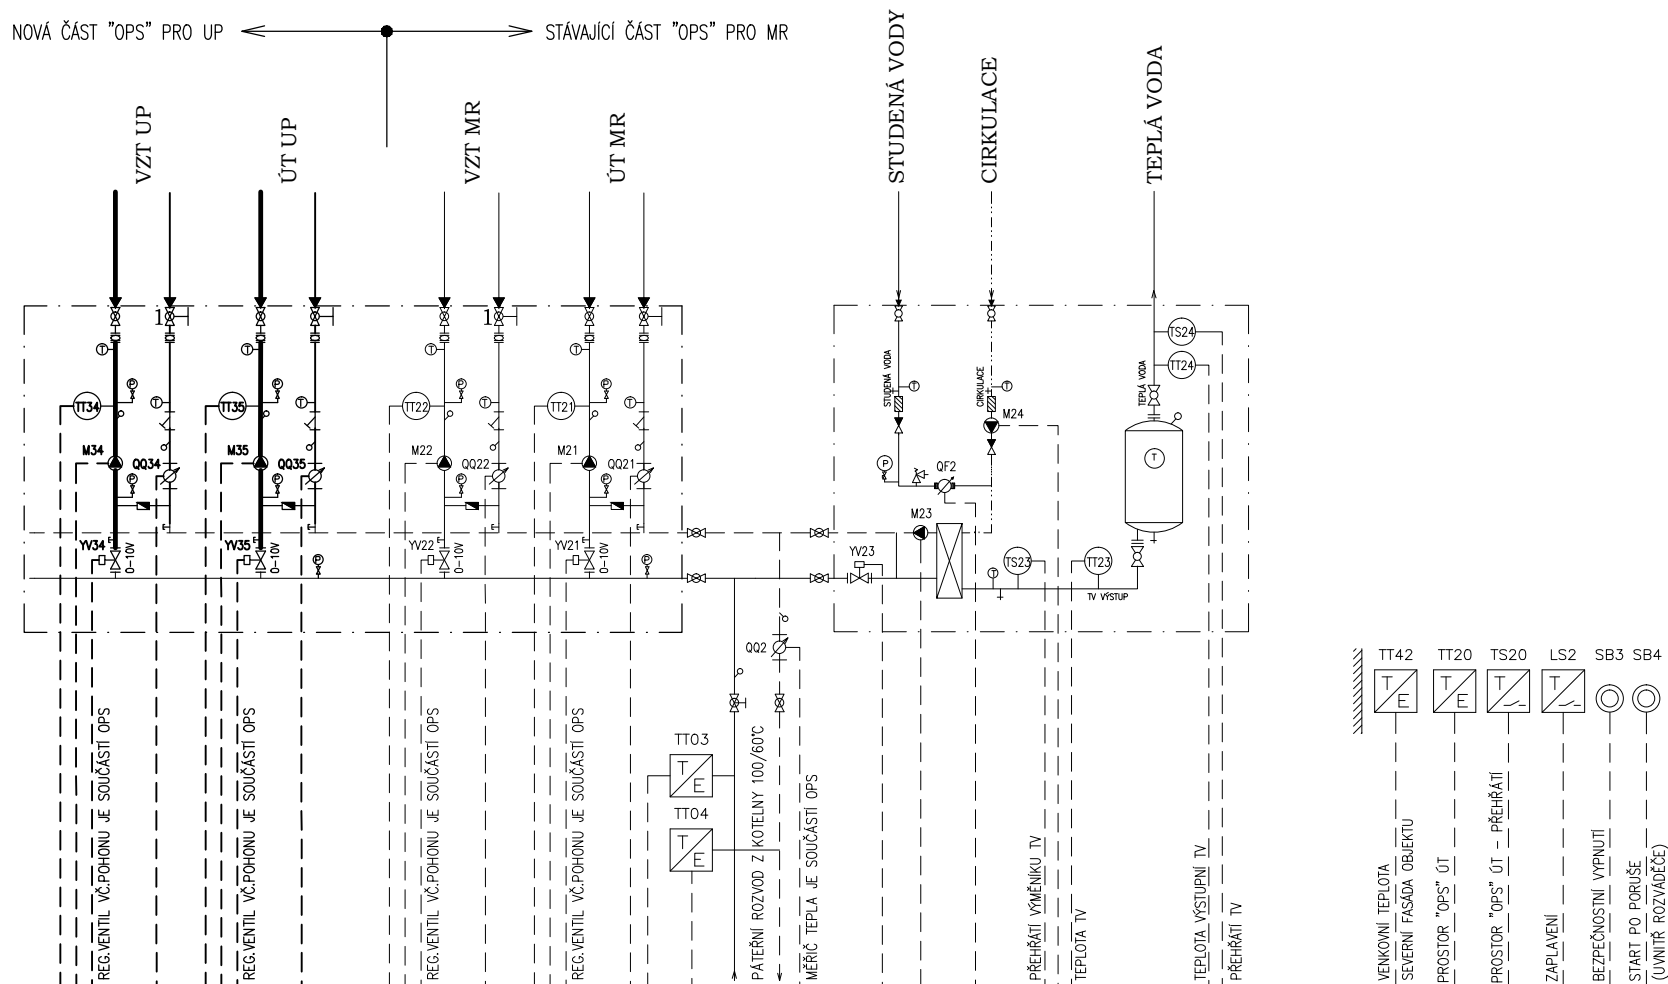 NOVÁ ČÁST "OPS" PRO UP
STÁVAJÍCÍ ČÁST "OPS" PRO MR
VZT UP
ÚT UP
VZT MR
ÚT MR
STUDENÁ VODY
CIRKULACE
TEPLÁ VODA
1
1
T
T
T
T
TS24
TT24
TEPLÁ VODA
STUDENÁ VODA
CIRKULACE
T
T
P
P
P
P
TT34
T
TT35
T
TT22
T
TT21
T
M24
M34
QQ34
M35
QQ35
M22
QQ22
M21
QQ21
P
P
P
P
P
QF2
T
M23
YV34
0-10V
YV35
0-10V
P
YV22
0-10V
YV21
0-10V
P
YV23
T
TS23
TT23
TV VÝSTUP
QQ2
TT42
TT20
TS20
LS2
SB3
SB4
T
E
T
E
T
T
TT03
T
E
TT04
T
E
REG.VENTIL VČ.POHONU JE SOUČÁSTÍ OPS
REG.VENTIL VČ.POHONU JE SOUČÁSTÍ OPS
REG.VENTIL VČ.POHONU JE SOUČÁSTÍ OPS
REG.VENTIL VČ.POHONU JE SOUČÁSTÍ OPS
PÁTEŘNÍ ROZVOD Z KOTELNY 100/60°C
MĚŘIČ TEPLA JE SOUČÁSTÍ OPS
PŘEHŘÁTÍ VÝMĚNÍKU TV
TEPLOTA TV
TEPLOTA VÝSTUPNÍ TV
PŘEHŘÁTÍ TV
VENKOVNÍ TEPLOTA
SEVERNÍ FASÁDA OBJEKTU
PROSTOR "OPS" ÚT
PROSTOR "OPS" ÚT - PŘEHŘÁTÍ
ZAPLAVENÍ
BEZPEČNOSTNÍ VYPNUTÍ
START PO PORUŠE
(UVNITŘ ROZVÁDĚČE)